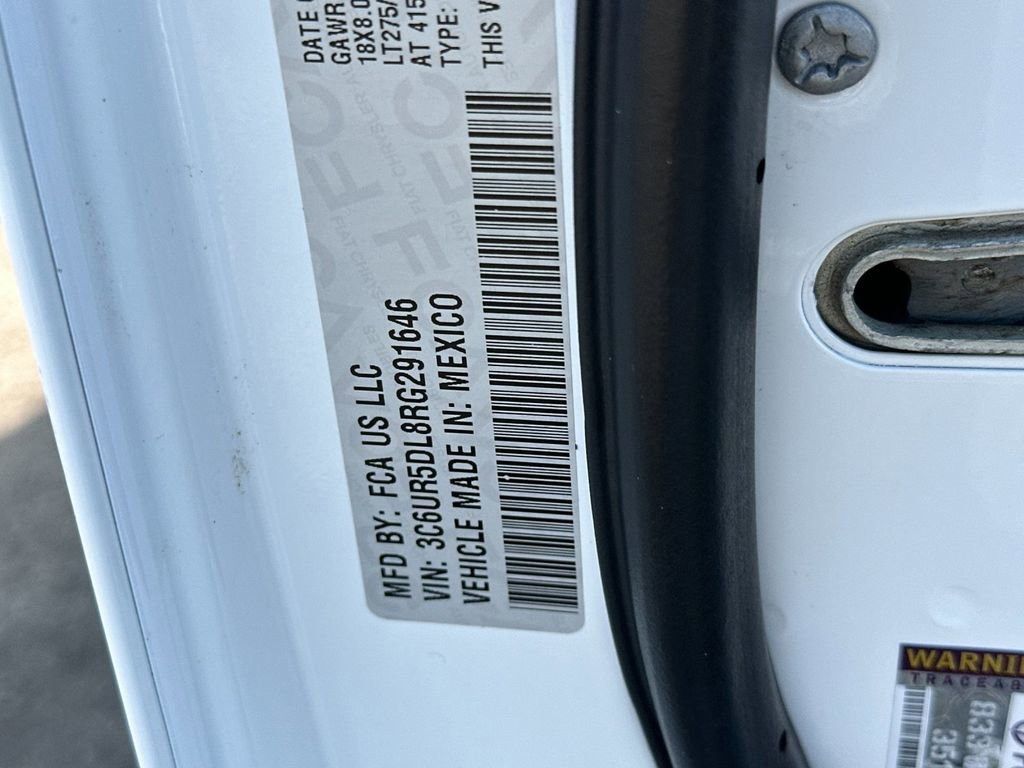 MFD BY: FCA US LLC
VIN: 3C6UR5DL8RG291646
VEHICLE MADE IN: MEXICO
DATE
GAWR
18X8.0
LT275/
AT 415
TYPE:
THIS V
WARNI
TRACEAB